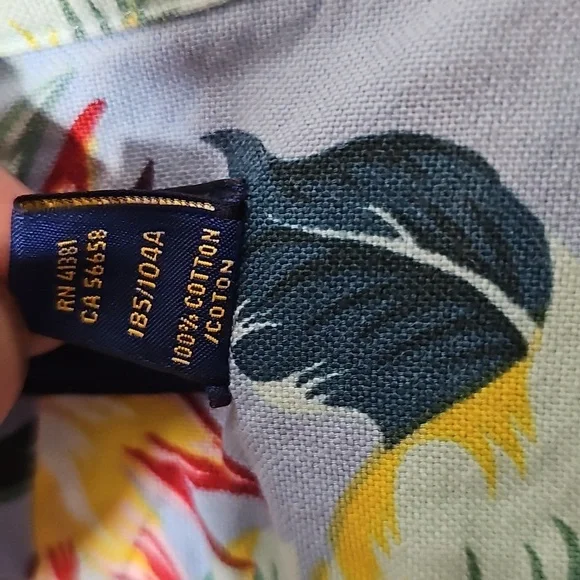 RN 41381
CA 56658
185/104A
100% COTTON
/COTON